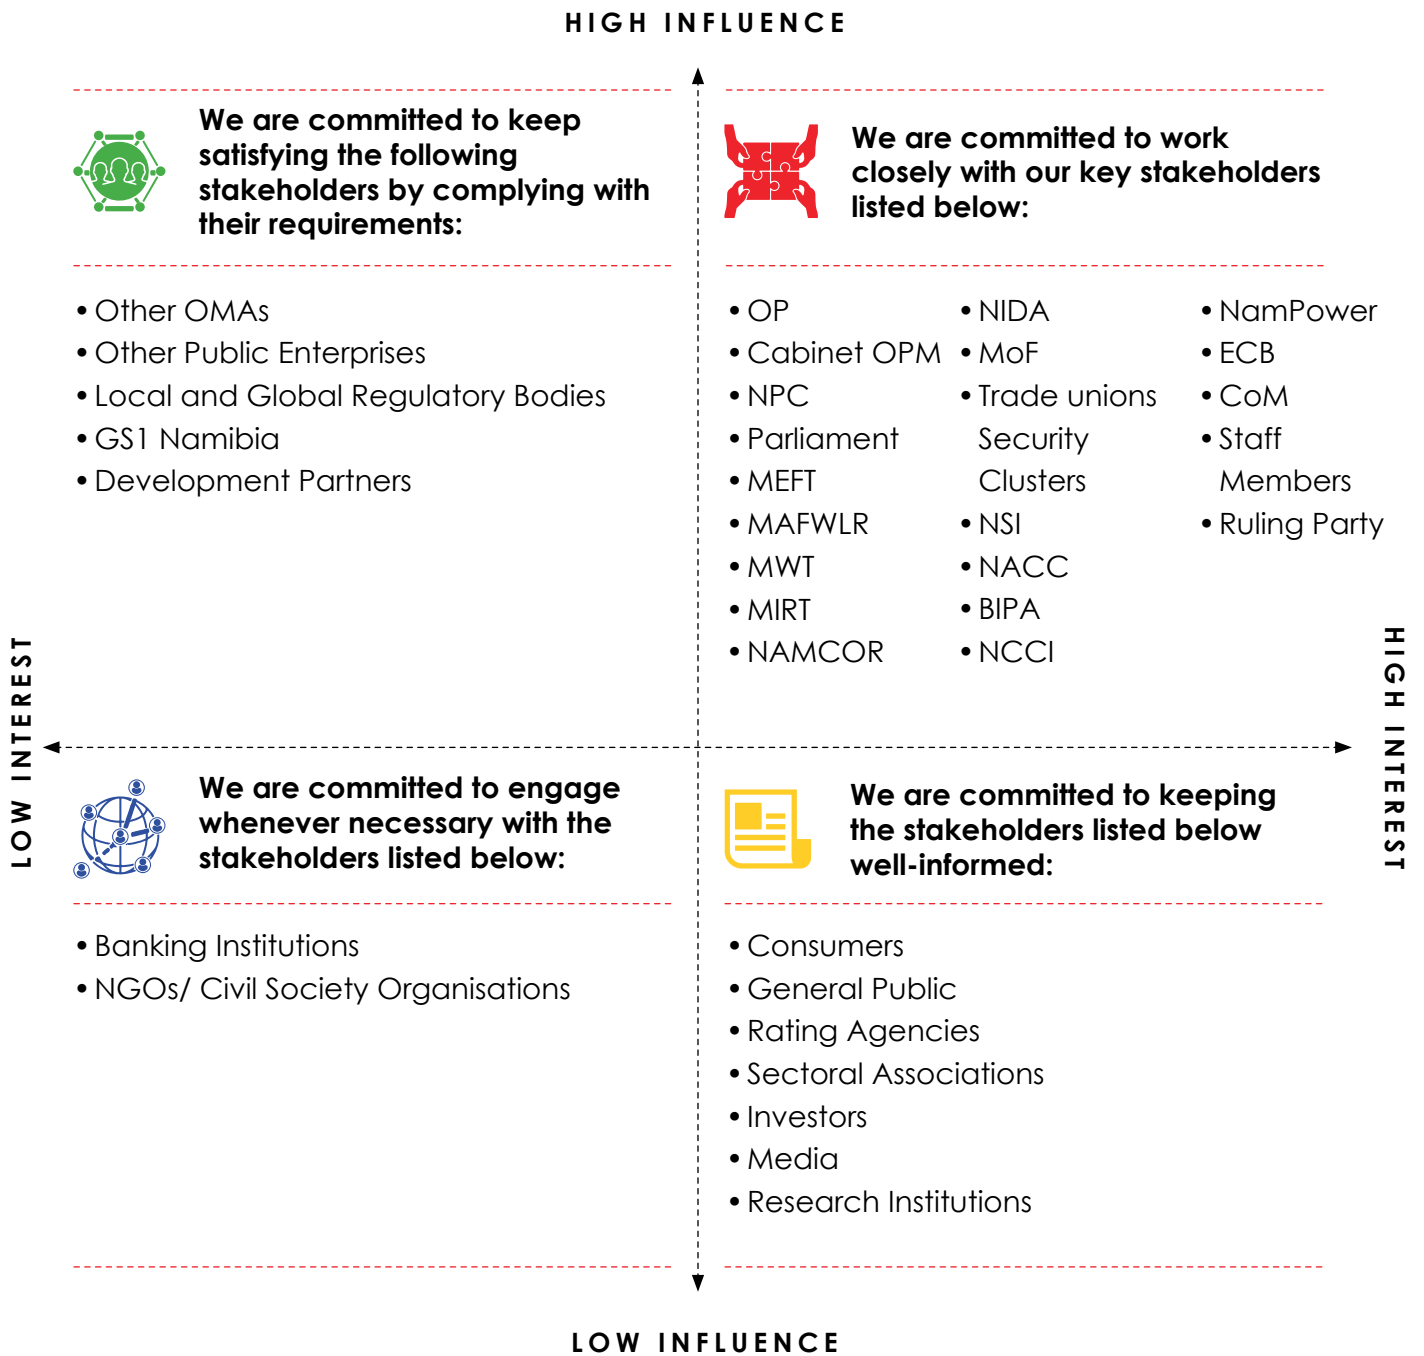 HIGH INFLUENCE
We are committed to keep
satisfying the following
stakeholders by complying with
their requirements:
• Other OMAs
• Other Public Enterprises
• Local and Global Regulatory Bodies
• GS1 Namibia
• Development Partners
We are committed to work
closely with our key stakeholders
listed below:
• OP
• Cabinet OPM
• NPC
• Parliament
• MEFT
• MAFWLR
• MWT
• MIRT
• NAMCOR
• NIDA
• MoF
• Trade unions
Security
Clusters
• NSI
• NACC
• BIPA
• NCCI
• NamPower
• ECB
• CoM
• Staff
Members
• Ruling Party
LOW INTEREST
HIGH INTEREST
We are committed to engage
whenever necessary with the
stakeholders listed below:
• Banking Institutions
• NGOs/ Civil Society Organisations
We are committed to keeping
the stakeholders listed below
well-informed:
• Consumers
• General Public
• Rating Agencies
• Sectoral Associations
• Investors
• Media
• Research Institutions
LOW INFLUENCE